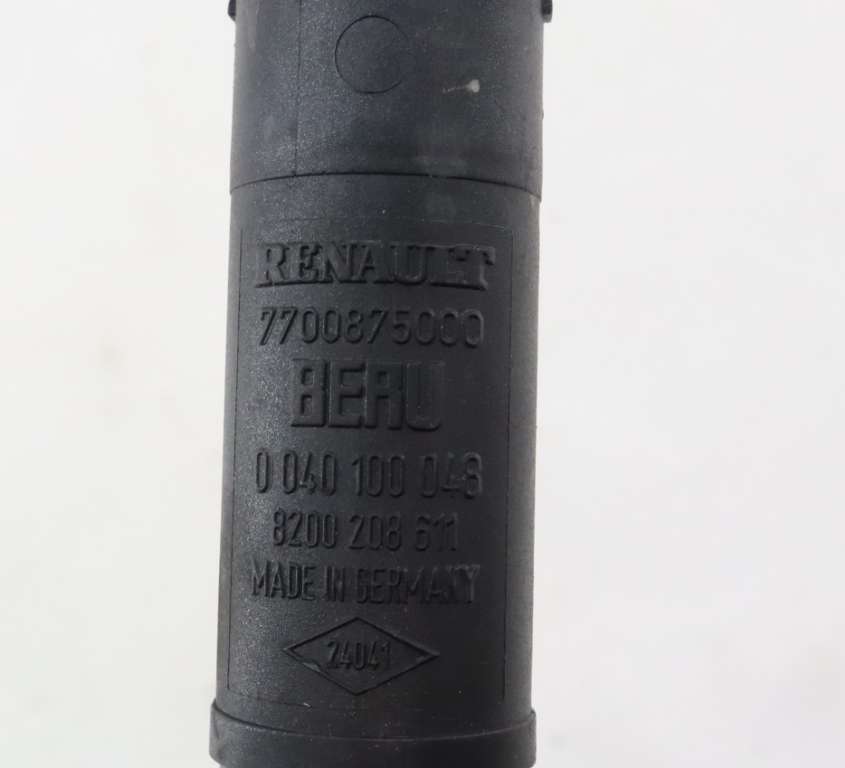 RENAULT
7700875000
BERU
0 040 100 048
8200 208 611
MADE IN GERMANY
24041